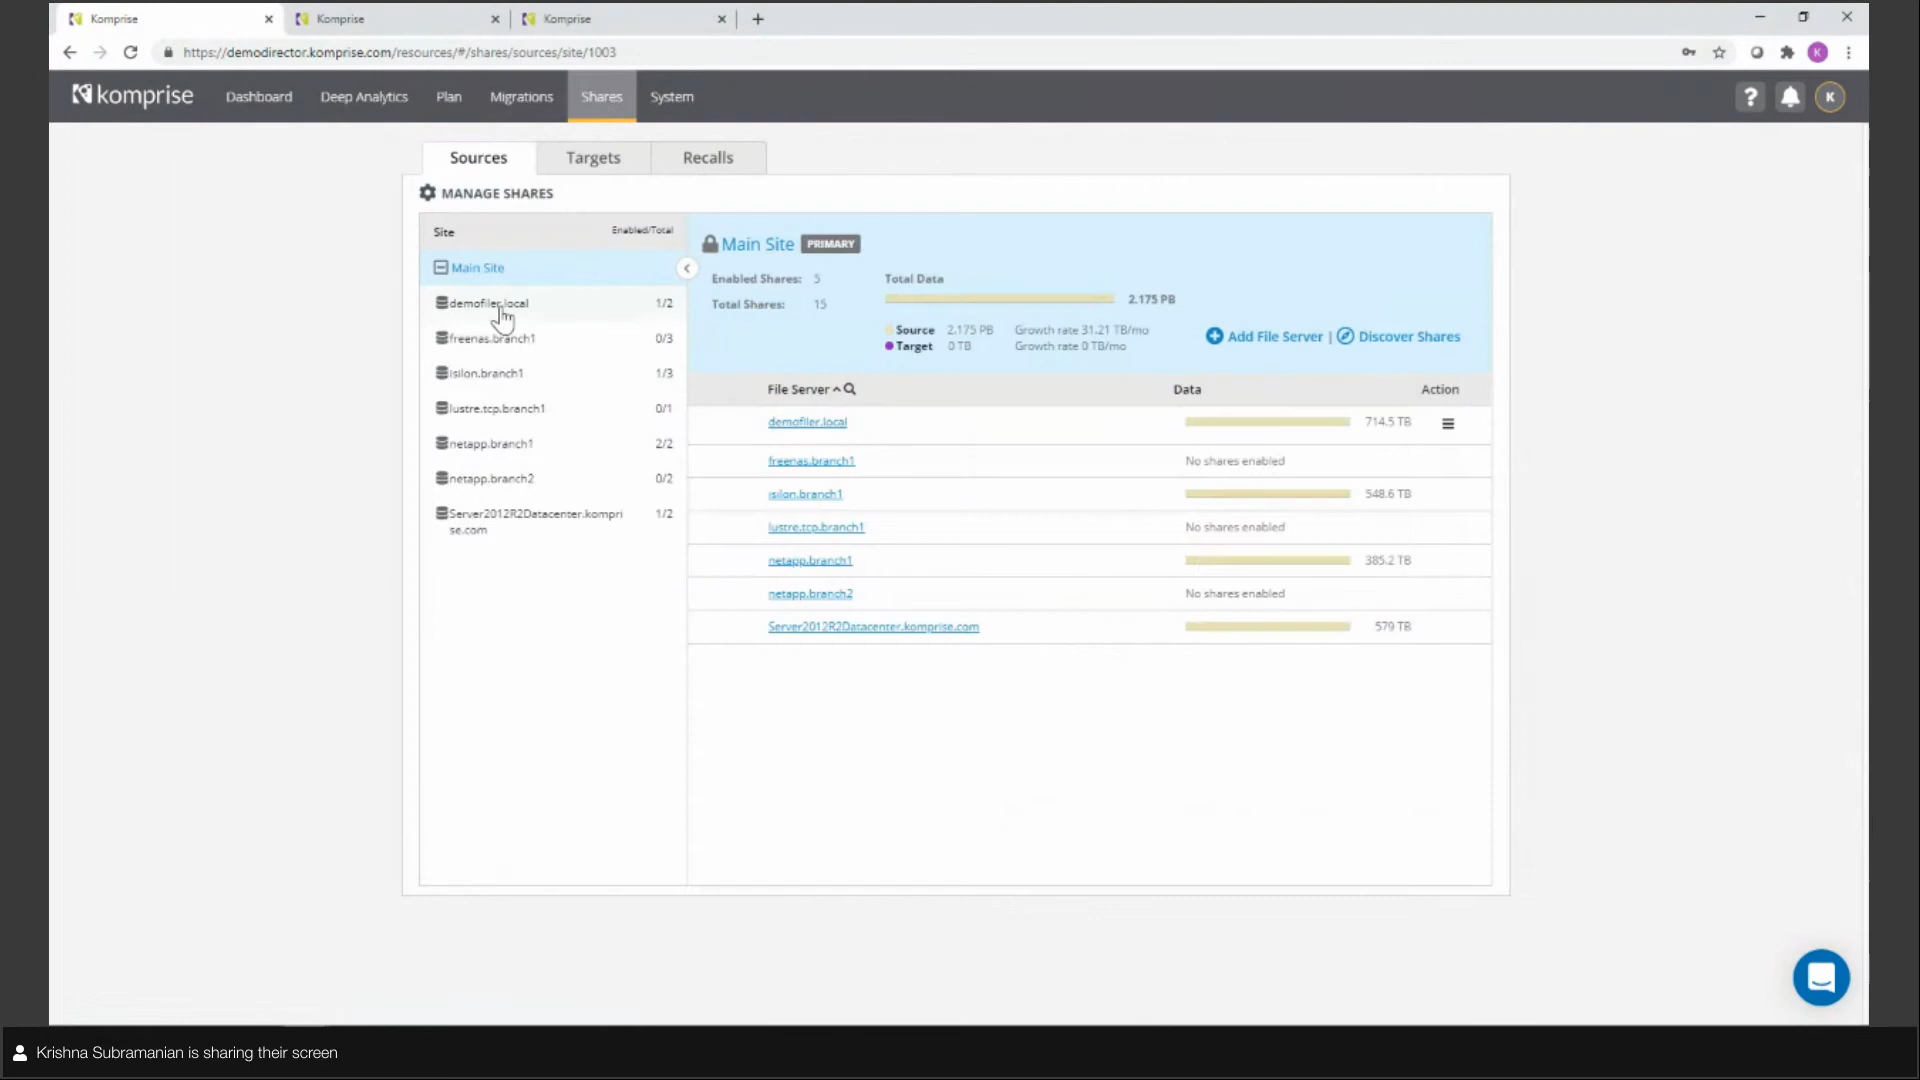 Komprise
Komprise
Komprise
https://demodirector.komprise.com/resources/#/shares/sources/site/1003
K
komprise
Dashboard
Deep Analytics
Plan
Migrations
Shares
System
?
K
Sources
Targets
Recalls
MANAGE SHARES
Site
Enabled/Total
Main Site
demofiler.local 1/2
freenas.branch1 0/3
isilon.branch1 1/3
lustre.tcp.branch1 0/1
netapp.branch1 2/2
netapp.branch2 0/2
Server2012R2Datacenter.kompri 1/2
se.com
Main Site PRIMARY
Enabled Shares: 5
Total Shares: 15
Total Data
2.175 PB
Source 2.175 PB Growth rate 31.21 TB/mo
Target 0 TB Growth rate 0 TB/mo
Add File Server | Discover Shares
File Server Data Action
demofiler.local 714.5 TB
freenas.branch1 No shares enabled
isilon.branch1 548.6 TB
lustre.tcp.branch1 No shares enabled
netapp.branch1 385.2 TB
netapp.branch2 No shares enabled
Server2012R2Datacenter.komprise.com 579 TB
Krishna Subramanian is sharing their screen